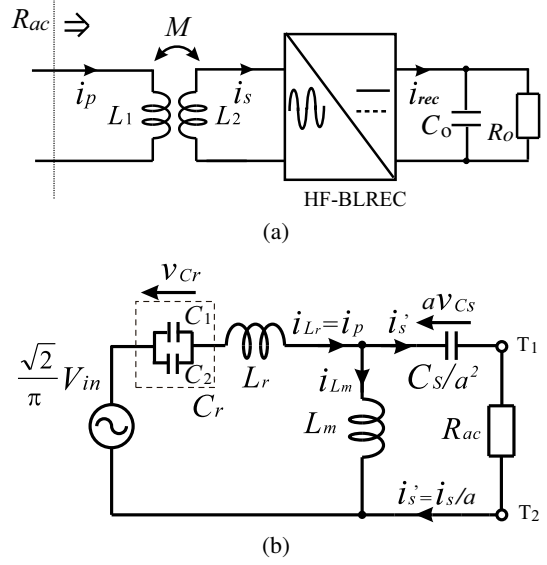 R_ac ⇒
M
i_p
L_1
L_2
i_s
i_rec
C_o
R_o
HF-BLREC
(a)
v_Cr
C_1
C_2
C_r
√2/π V_in
L_r
i_Lr=i_p
i_s'
av_Cs
C_S/a²
T_1
i_Lm
L_m
R_ac
i_s'=i_s/a
T_2
(b)